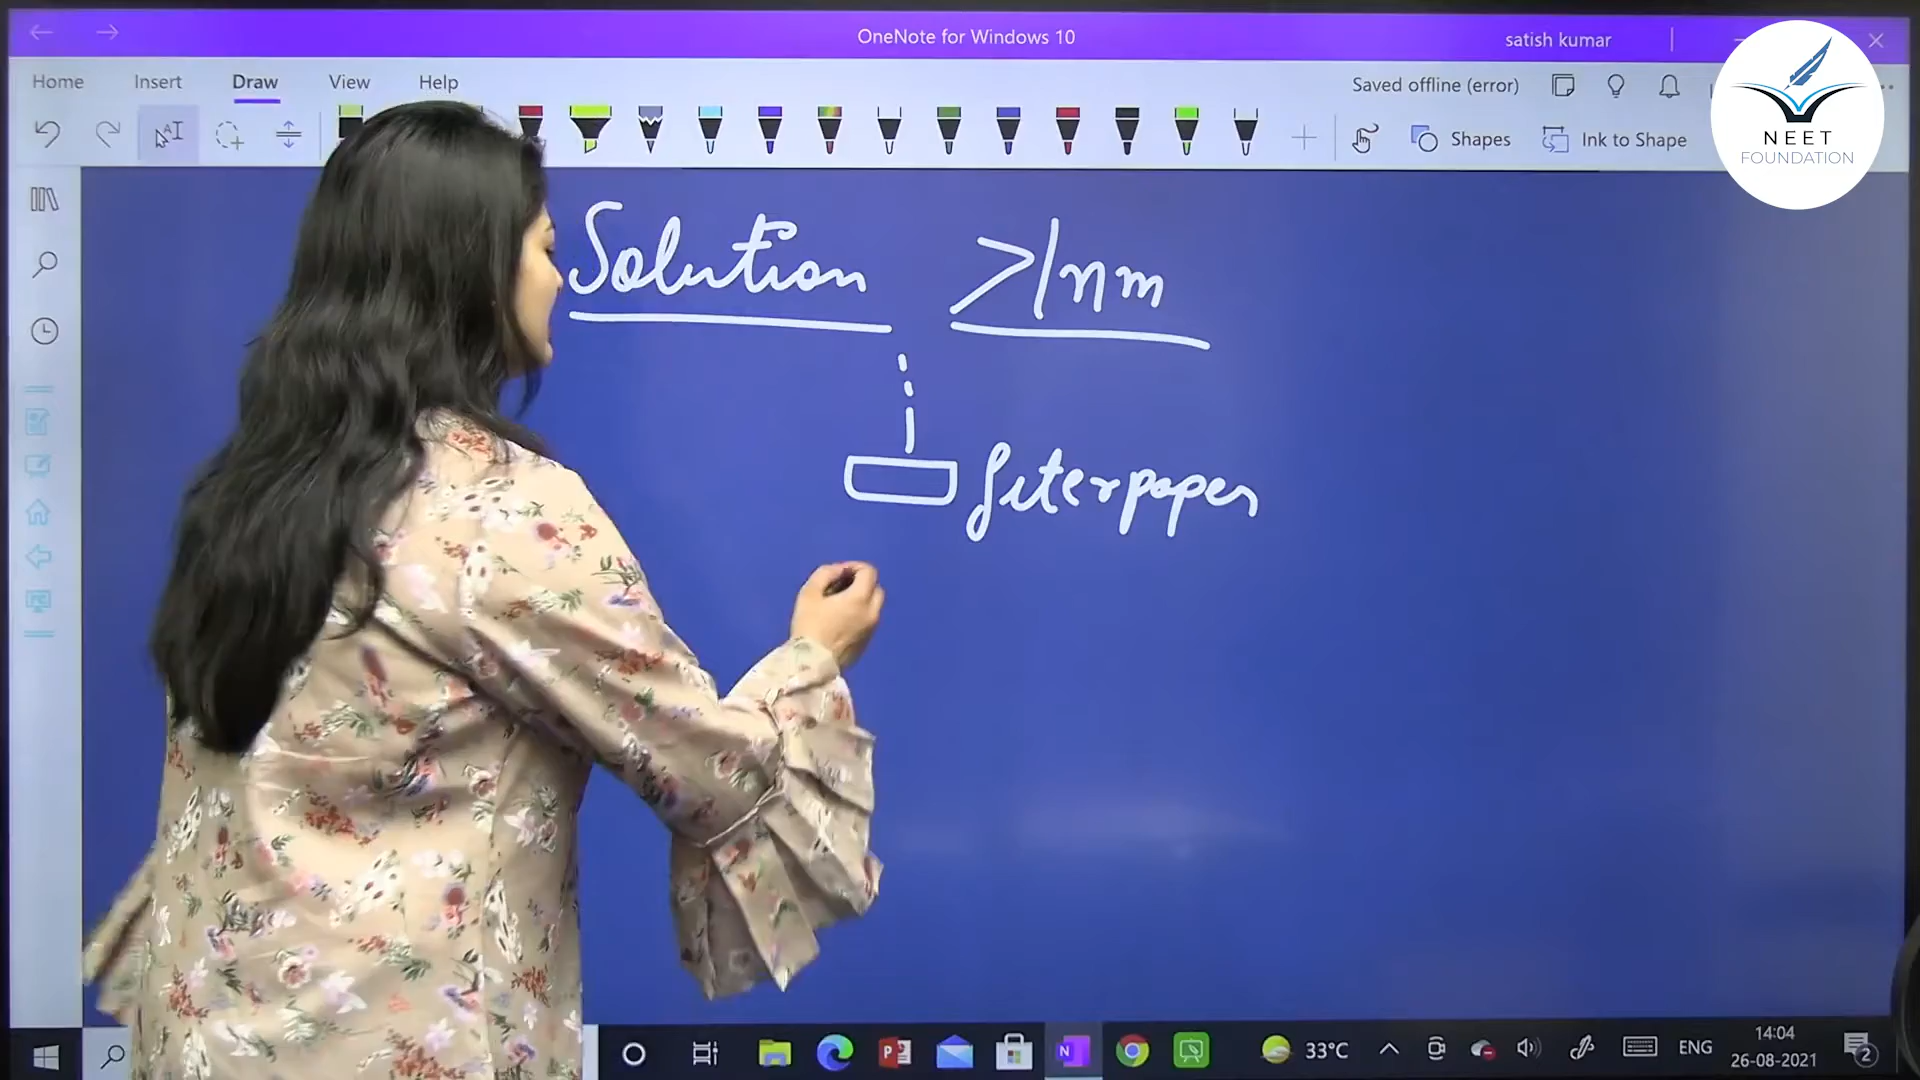 OneNote for Windows 10
satish kumar
Home Insert Draw View Help
Saved offline (error)
Shapes
Ink to Shape
NEET
FOUNDATION
Solution >1nm
filterpaper
33°C
ENG
14:04
26-08-2021
2